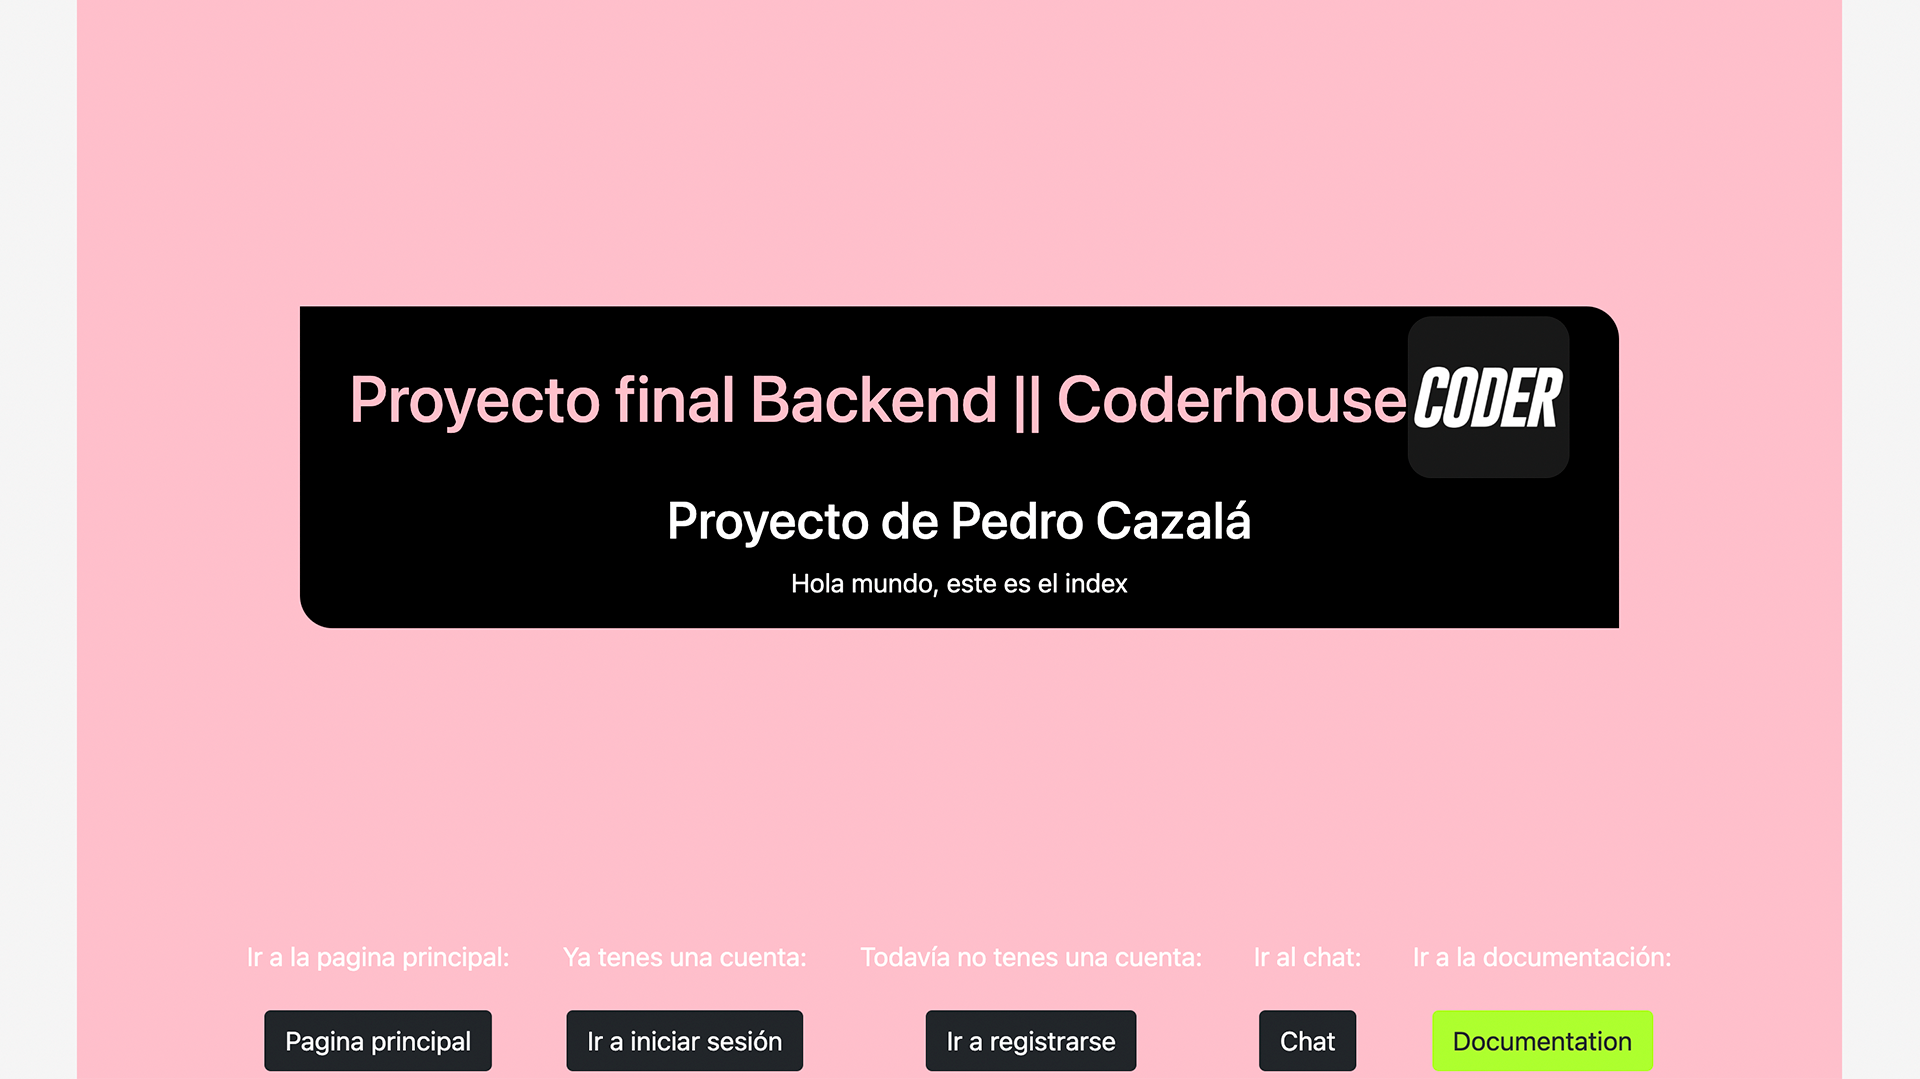 Proyecto final Backend || Coderhouse
CODER
Proyecto de Pedro Cazalá
Hola mundo, este es el index
Ir a la pagina principal:
Ya tenes una cuenta:
Todavía no tenes una cuenta:
Ir al chat:
Ir a la documentación:
Pagina principal
Ir a iniciar sesión
Ir a registrarse
Chat
Documentation